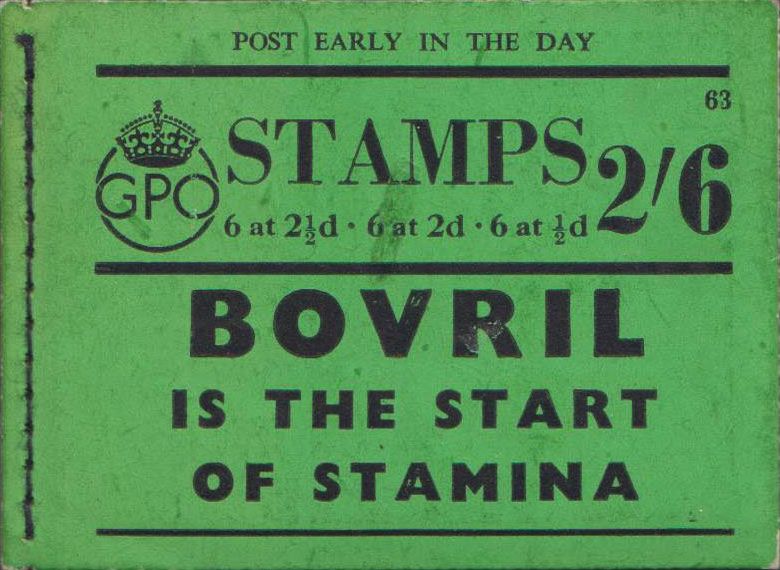 POST EARLY IN THE DAY
63
GPO
STAMPS 2/6
6 at 2½d · 6 at 2d · 6 at ½d
BOVRIL
IS THE START
OF STAMINA